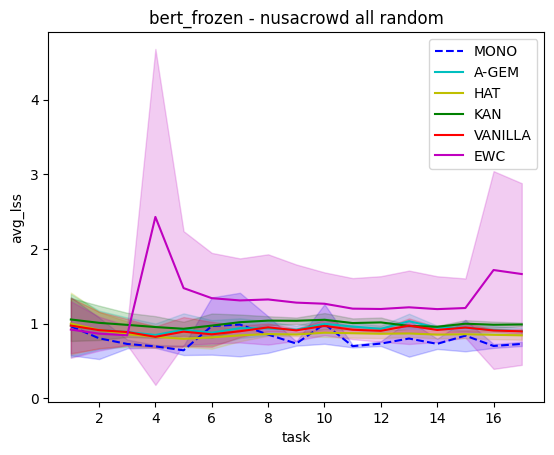 bert_frozen - nusacrowd all random
MONO
A-GEM
HAT
KAN
VANILLA
EWC
4
3
2
1
0
avg_lss
2 4 6 8 10 12 14 16
task